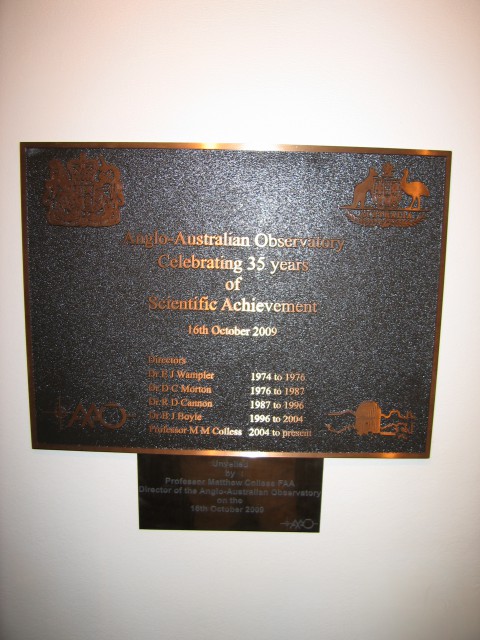 Anglo-Australian Observatory
Celebrating 35 years
of
Scientific Achievement
16th October 2009
Directors
Dr E J Wampler 1974 to 1976
Dr D C Morton 1976 to 1987
Dr R D Cannon 1987 to 1996
Dr B J Boyle 1996 to 2004
Professor M M Colless 2004 to present
AAO
Unveiled
by
Professor Matthew Colless FAA
Director of the Anglo-Australian Observatory
on the
16th October 2009
AAO